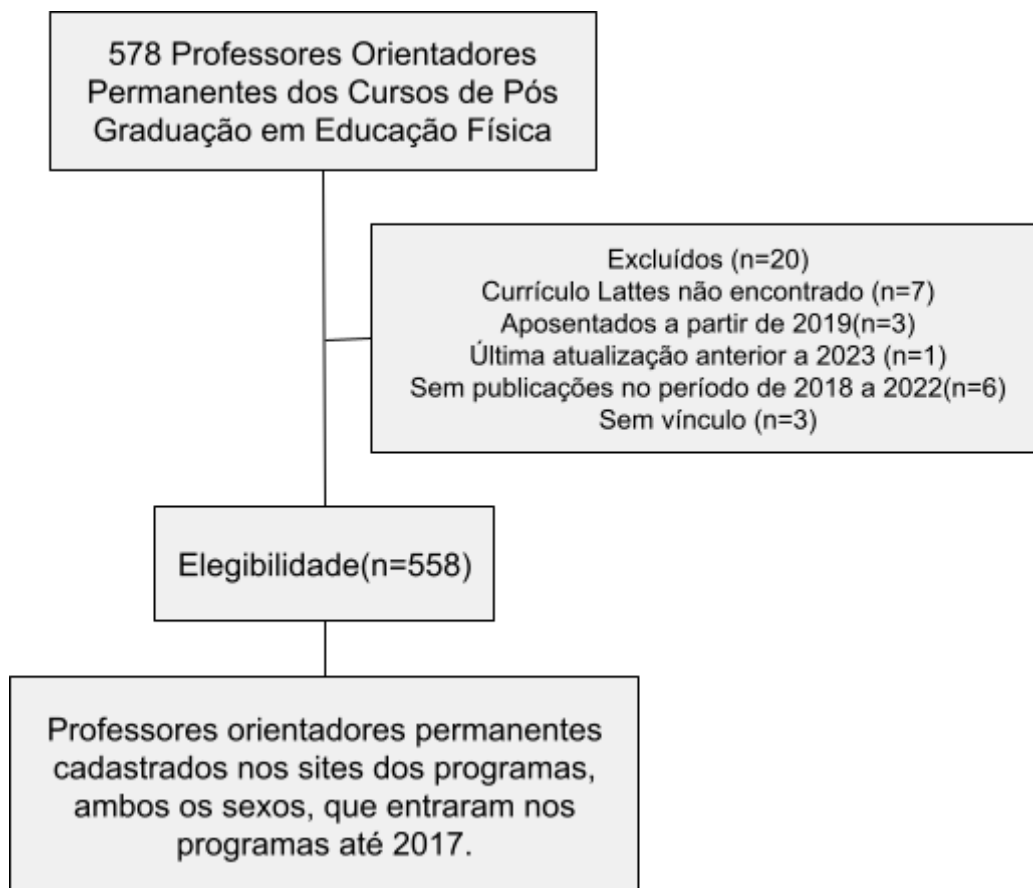 578 Professores Orientadores
Permanentes dos Cursos de Pós
Graduação em Educação Física
Excluídos (n=20)
Currículo Lattes não encontrado (n=7)
Aposentados a partir de 2019(n=3)
Última atualização anterior a 2023 (n=1)
Sem publicações no período de 2018 a 2022(n=6)
Sem vínculo (n=3)
Elegibilidade(n=558)
Professores orientadores permanentes
cadastrados nos sites dos programas,
ambos os sexos, que entraram nos
programas até 2017.